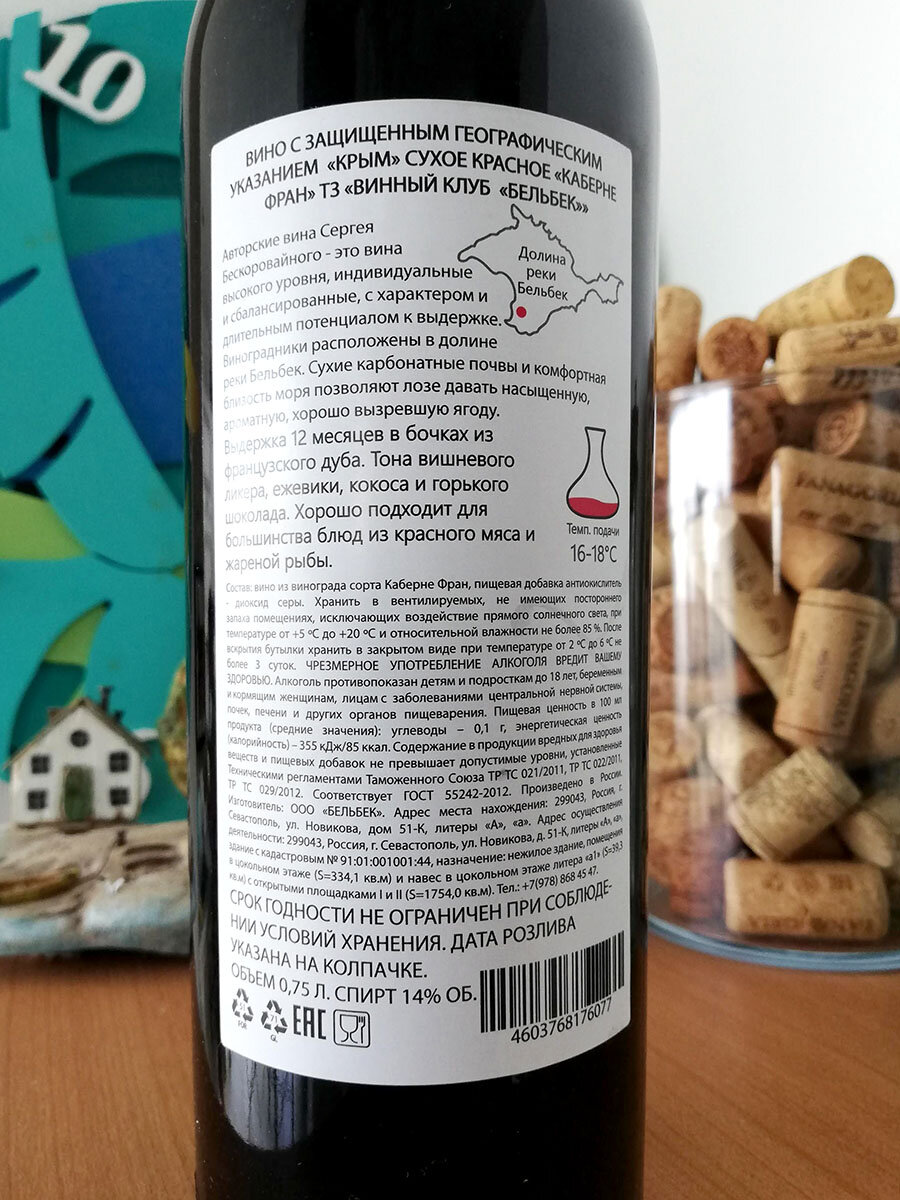 10
ВИНО С ЗАЩИЩЕННЫМ ГЕОГРАФИЧЕСКИМ
УКАЗАНИЕМ «КРЫМ» СУХОЕ КРАСНОЕ «КАБЕРНЕ
ФРАН» ТЗ «ВИННЫЙ КЛУБ «БЕЛЬБЕК»»
Авторские вина Сергея
Бескоровайного - это вина
высокого уровня, индивидуальные
и сбалансированные, с характером и
длительным потенциалом к выдержке.
Виноградники расположены в долине
реки Бельбек. Сухие карбонатные почвы и комфортная
близость моря позволяют лозе давать насыщенную,
ароматную, хорошо вызревшую ягоду.
Долина
реки
Бельбек
Выдержка 12 месяцев в бочках из
французского дуба. Тона вишневого
ликера, ежевики, кокоса и горького
шоколада. Хорошо подходит для
большинства блюд из красного мяса и
жареной рыбы.
Темп. подачи
16-18°C
Состав: вино из винограда сорта Каберне Фран, пищевая добавка антиокислитель
- диоксид серы. Хранить в вентилируемых, не имеющих постороннего
запаха помещениях, исключающих воздействие прямого солнечного света, при
температуре от +5 ºС до +20 ºС и относительной влажности не более 85 %. После
вскрытия бутылки хранить в закрытом виде при температуре от 2 ºС до 6 ºС не
более 3 суток. ЧРЕЗМЕРНОЕ УПОТРЕБЛЕНИЕ АЛКОГОЛЯ ВРЕДИТ ВАШЕМУ
ЗДОРОВЬЮ. Алкоголь противопоказан детям и подросткам до 18 лет, беременным
и кормящим женщинам, лицам с заболеваниями центральной нервной системы,
почек, печени и других органов пищеварения. Пищевая ценность в 100 мл
продукта (средние значения): углеводы – 0,1 г, энергетическая ценность
(калорийность) – 355 кДж/85 ккал. Содержание в продукты вредных для здоровья
веществ и пищевых добавок не превышает допустимые уровни, установленные
Техническими регламентами Таможенного Союза ТР ТС 021/2011, ТР ТС 022/2011,
ТР ТС 029/2012. Соответствует ГОСТ 55242-2012. Произведено в России.
Изготовитель: ООО «БЕЛЬБЕК». Адрес места нахождения: 299043, Россия, г.
Севастополь, ул. Новикова, дом 51-К, литеры «А», «а». Адрес осуществления
деятельности: 299043, Россия, г. Севастополь, ул. Новикова, д. 51-К, литеры «А», «а»,
здание с кадастровым № 91:01:001001:44, назначение: нежилое здание, помещения
в цокольном этаже (S=334,1 кв.м) и навес в цокольном этаже литера «а1» (S=39,3
кв.м) с открытыми площадками I и II (S=1754,0 кв.м). Тел.: +7(978) 868 45 47.
СРОК ГОДНОСТИ НЕ ОГРАНИЧЕН ПРИ СОБЛЮДЕ-
НИИ УСЛОВИЙ ХРАНЕНИЯ. ДАТА РОЗЛИВА
УКАЗАНА НА КОЛПАЧКЕ.
ОБЪЕМ 0,75 Л. СПИРТ 14% ОБ.
51
FOR
71
GL
EAC
4603768176077